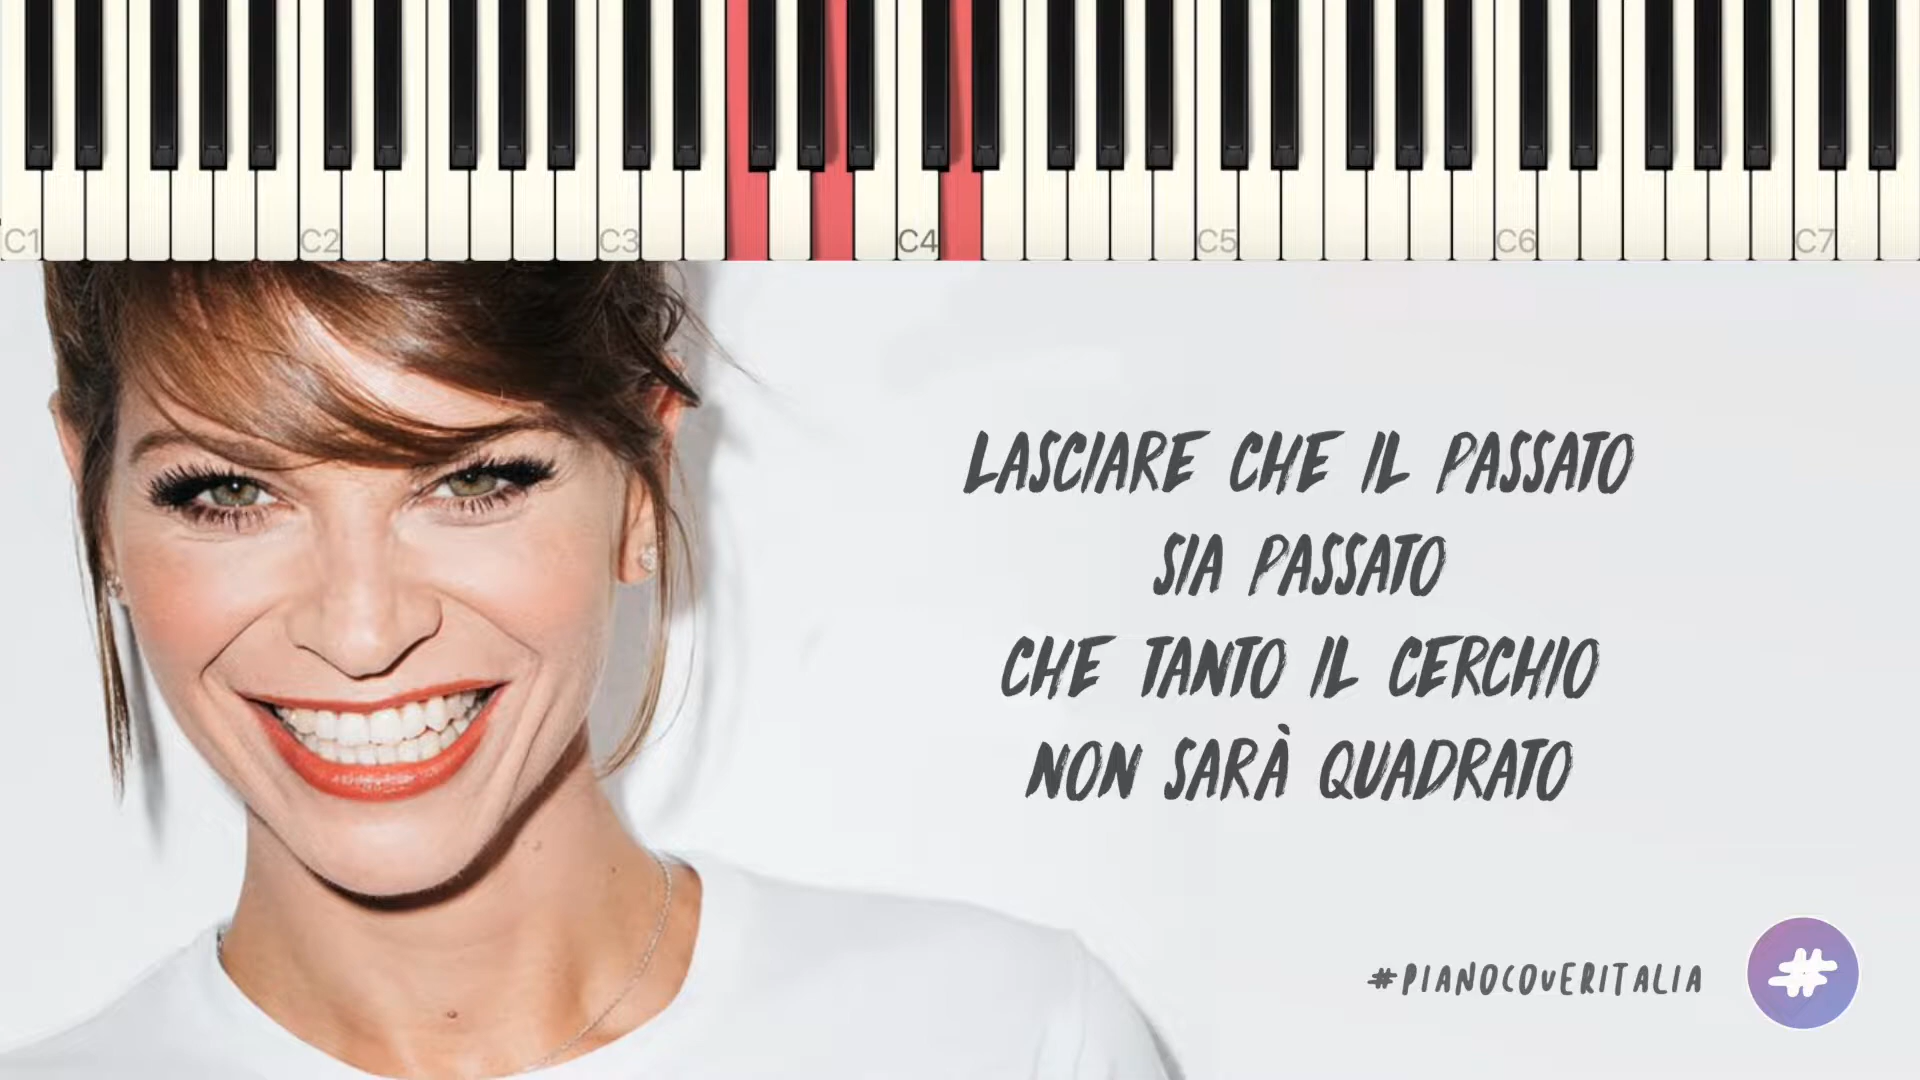 C1 C2 C3 C4 C5 C6 C7
LASCIARE CHE IL PASSATO
SIA PASSATO
CHE TANTO IL CERCHIO
NON SARÀ QUADRATO
#PIANOCOVERITALIA
#